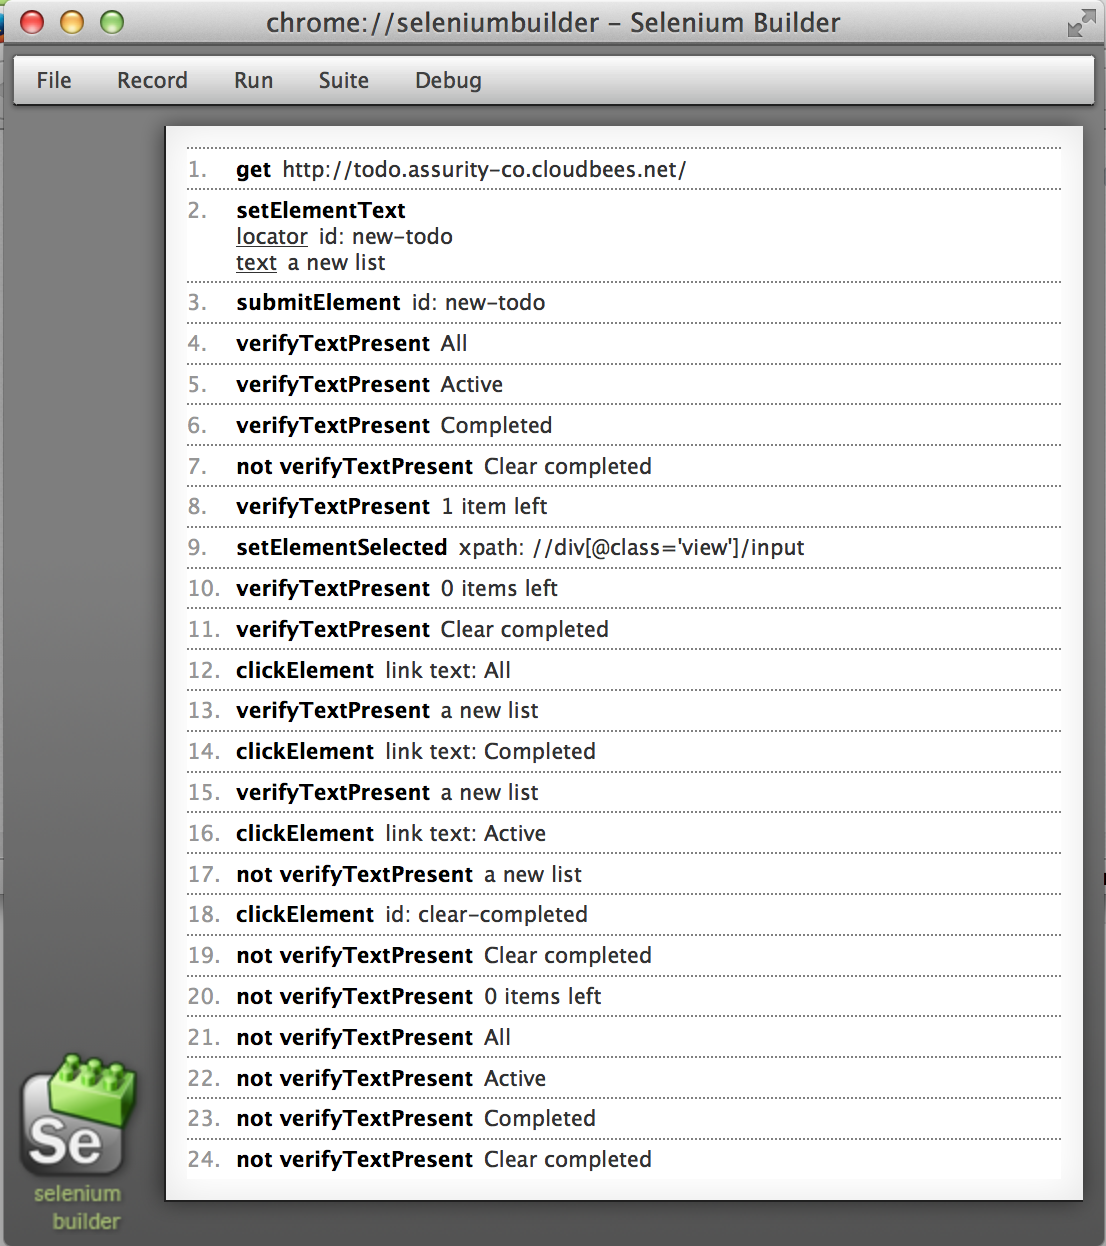 chrome://seleniumbuilder – Selenium Builder
File Record Run Suite Debug
1. get http://todo.assurity-co.cloudbees.net/
2. setElementText
locator id: new-todo
text a new list
3. submitElement id: new-todo
4. verifyTextPresent All
5. verifyTextPresent Active
6. verifyTextPresent Completed
7. not verifyTextPresent Clear completed
8. verifyTextPresent 1 item left
9. setElementSelected xpath: //div[@class='view']/input
10. verifyTextPresent 0 items left
11. verifyTextPresent Clear completed
12. clickElement link text: All
13. verifyTextPresent a new list
14. clickElement link text: Completed
15. verifyTextPresent a new list
16. clickElement link text: Active
17. not verifyTextPresent a new list
18. clickElement id: clear-completed
19. not verifyTextPresent Clear completed
20. not verifyTextPresent 0 items left
21. not verifyTextPresent All
22. not verifyTextPresent Active
23. not verifyTextPresent Completed
24. not verifyTextPresent Clear completed
Se
selenium
builder